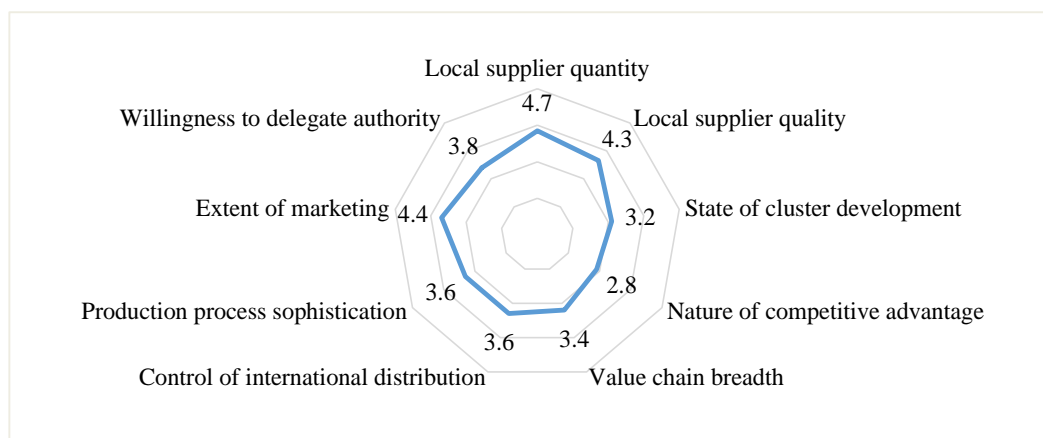 Local supplier quantity
4.7
Willingness to delegate authority
Local supplier quality
3.8
4.3
Extent of marketing
4.4
3.2
State of cluster development
Production process sophistication
3.6
2.8
Nature of competitive advantage
3.6
3.4
Control of international distribution
Value chain breadth